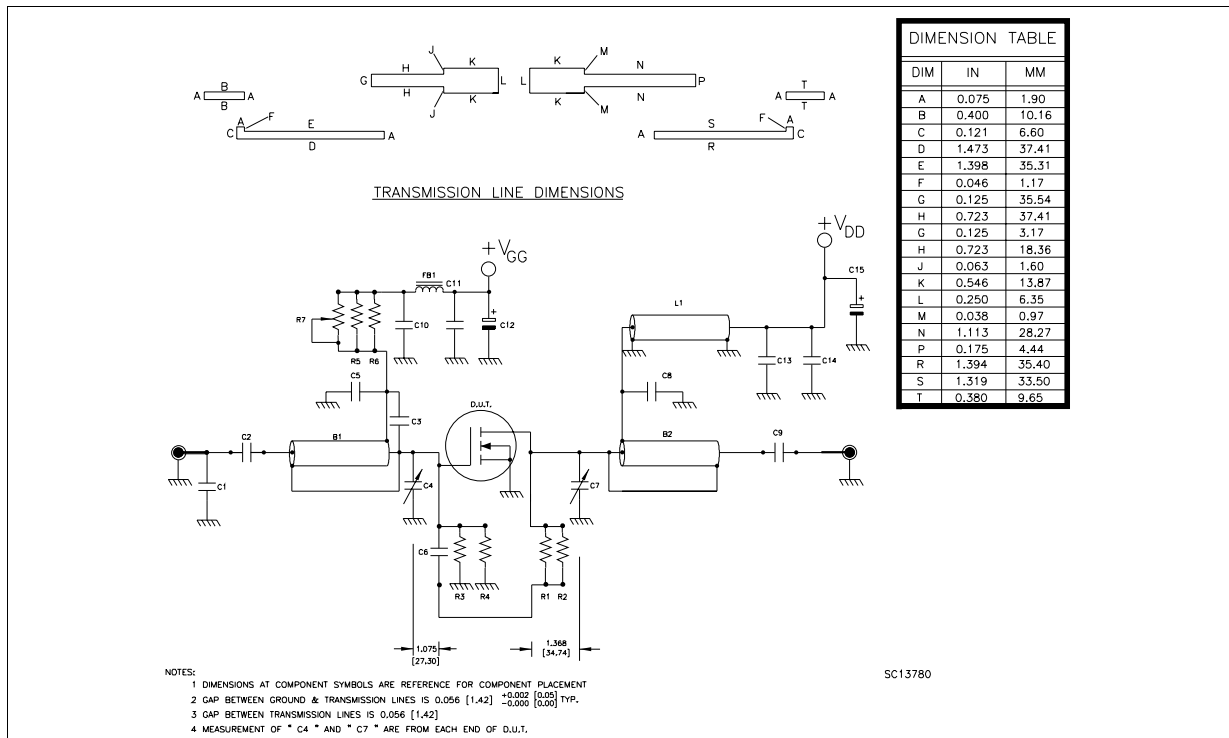 J K K M
H N
G L L P
H K K N
J M
B
A A
B
T
A A
T
A F E
C A
D
S F A
A C
R
TRANSMISSION LINE DIMENSIONS
DIMENSION TABLE
DIM IN MM
A 0.075 1.90
B 0.400 10.16
C 0.121 6.60
D 1.473 37.41
E 1.398 35.31
F 0.046 1.17
G 0.125 35.54
H 0.723 37.41
G 0.125 3.17
H 0.723 18.36
J 0.063 1.60
K 0.546 13.87
L 0.250 6.35
M 0.038 0.97
N 1.113 28.27
P 0.175 4.44
R 1.394 35.40
S 1.319 33.50
T 0.380 9.65
+ VGG
+ VDD
FB1 C11
R7 C10 + C12
R5 R6
L1 C15 +
C13 C14
C5 C8
C3 D.U.T.
C2 B1 B2 C9
C1 C4 C7
C6
R3 R4 R1 R2
1.075
[27.30]
1.368
[34.74]
NOTES:
1 DIMENSIONS AT COMPONENT SYMBOLS ARE REFERENCE FOR COMPONENT PLACEMENT
2 GAP BETWEEN GROUND & TRANSMISSION LINES IS 0.056 [1.42] +0.002 [0.05] -0.000 [0.00] TYP.
3 GAP BETWEEN TRANSMISSION LINES IS 0.056 [1.42]
4 MEASUREMENT OF " C4 " AND " C7 " ARE FROM EACH END OF D.U.T.
SC13780